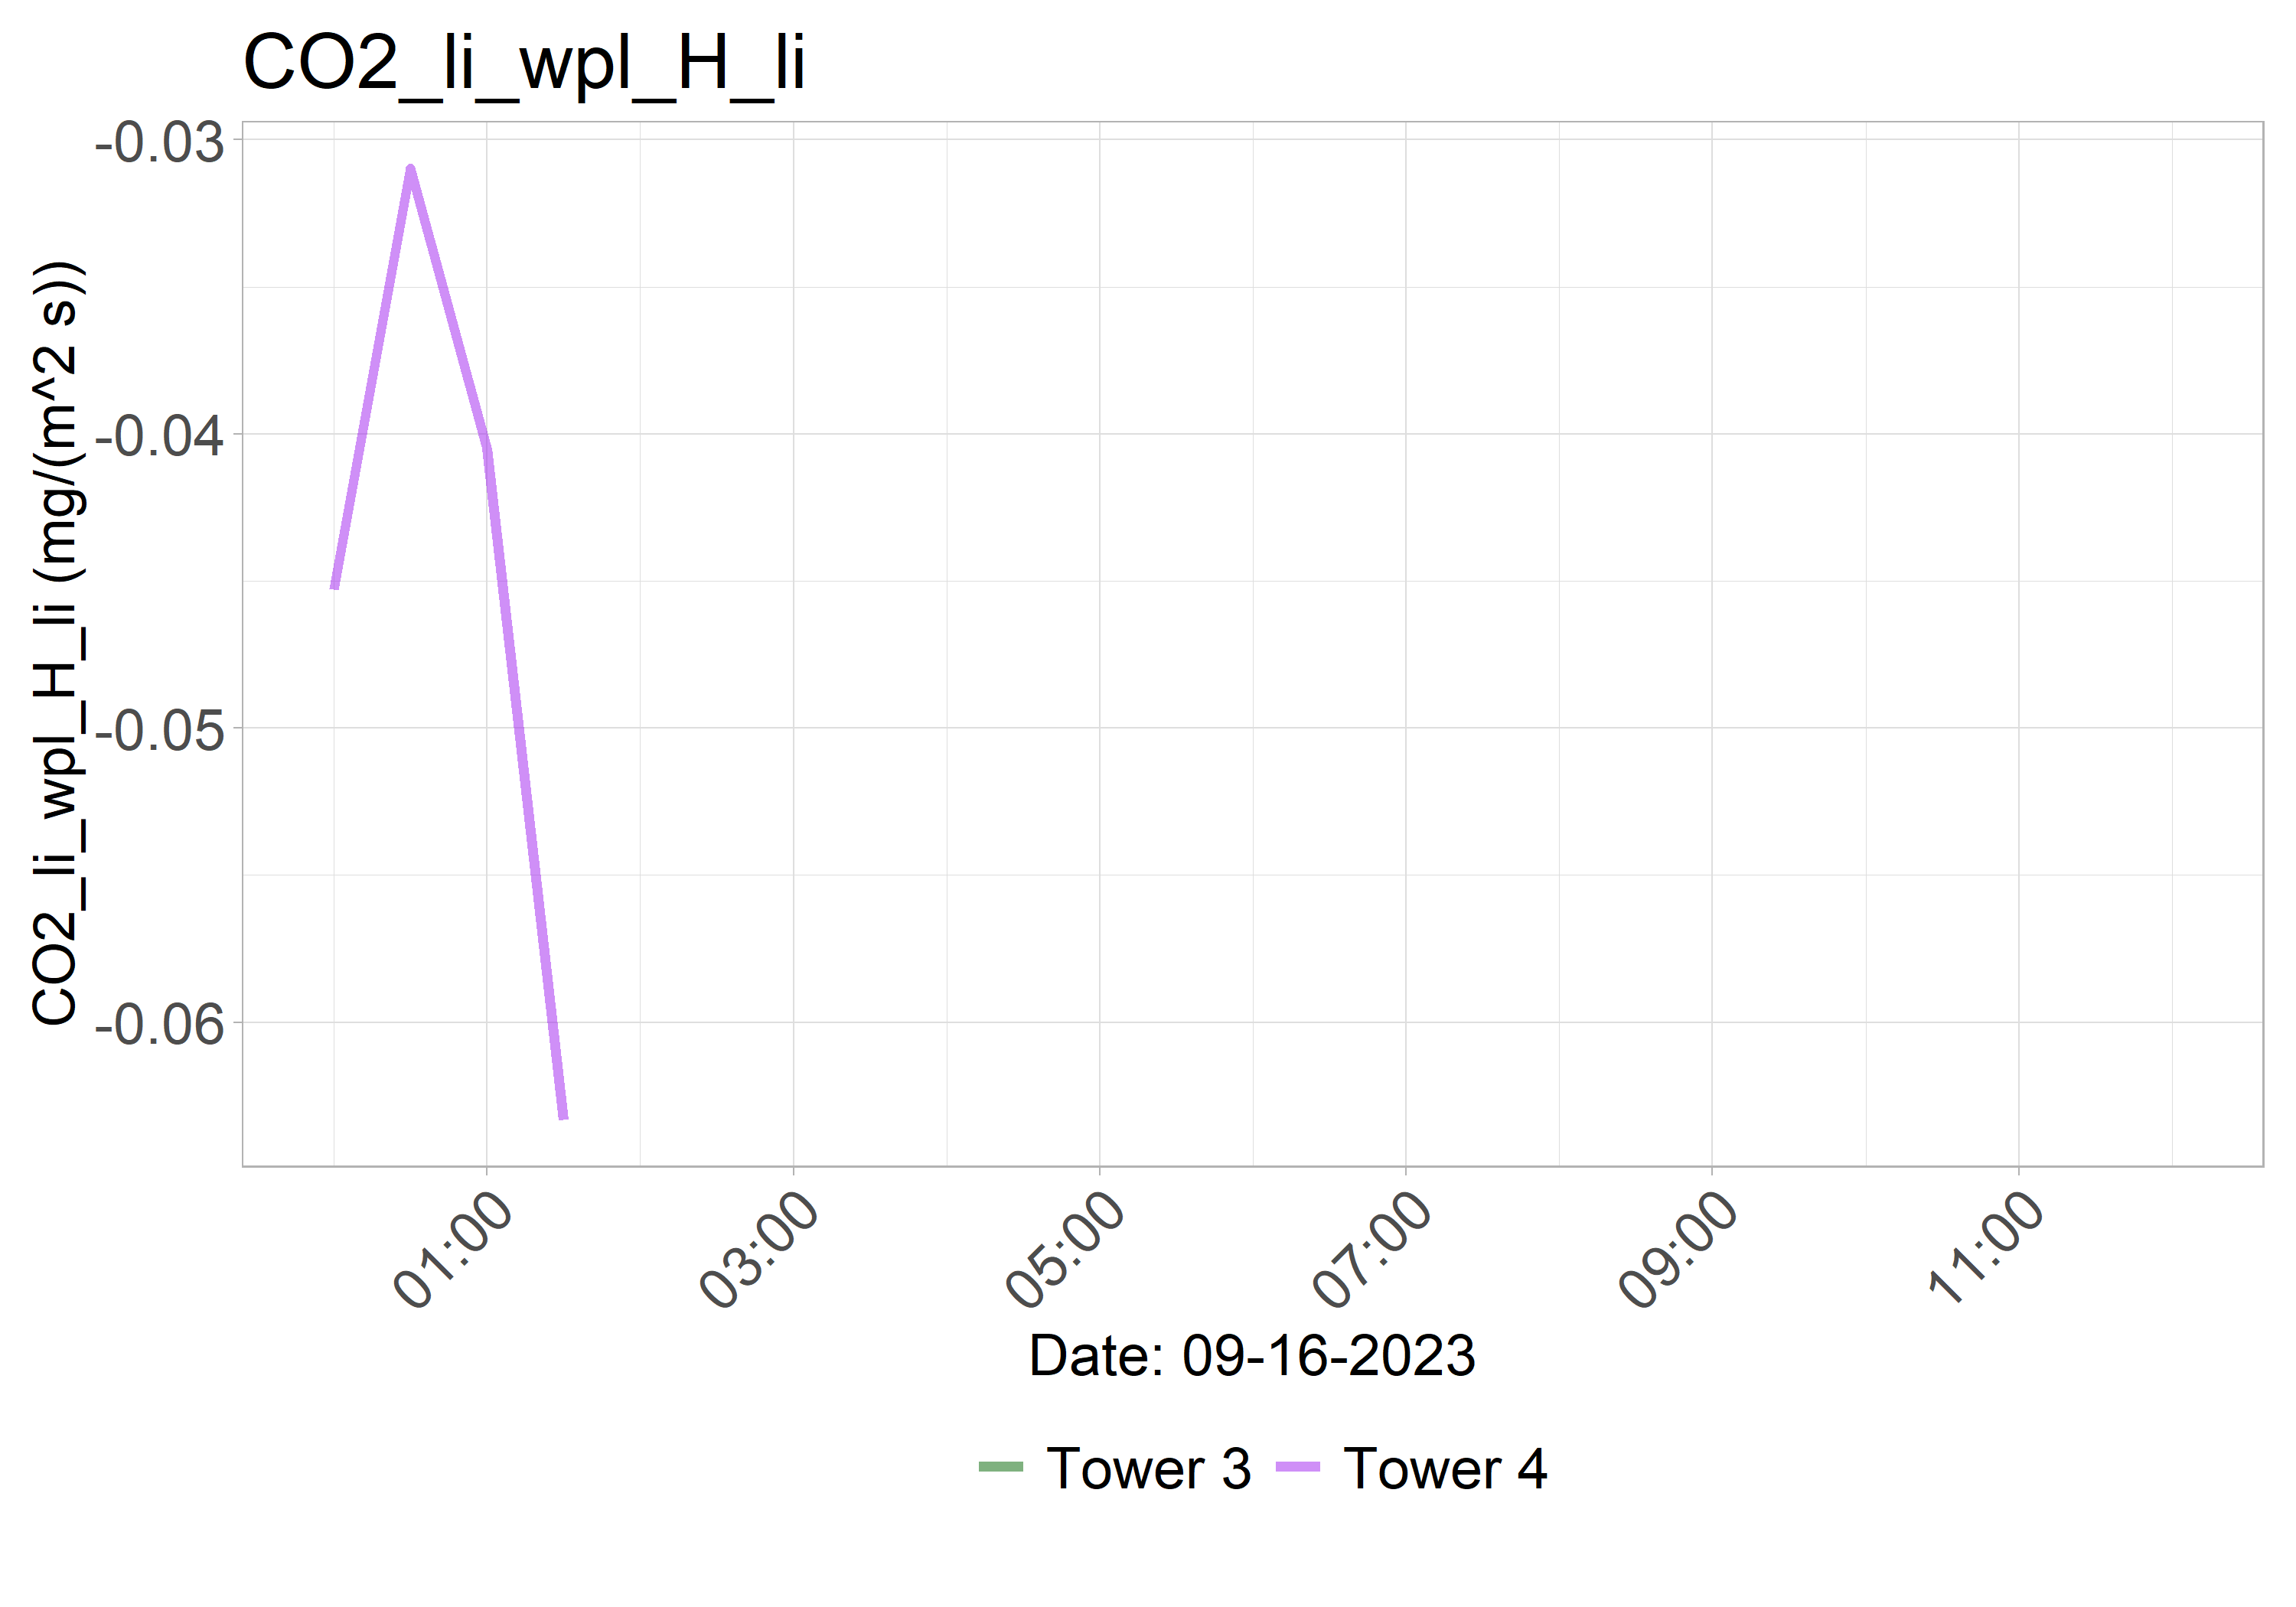 CO2_li_wpl_H_li
CO2_li_wpl_H_li (mg/(m^2 s))
-0.03
-0.04
-0.05
-0.06
01:00
03:00
05:00
07:00
09:00
11:00
Date: 09-16-2023
Tower 3
Tower 4